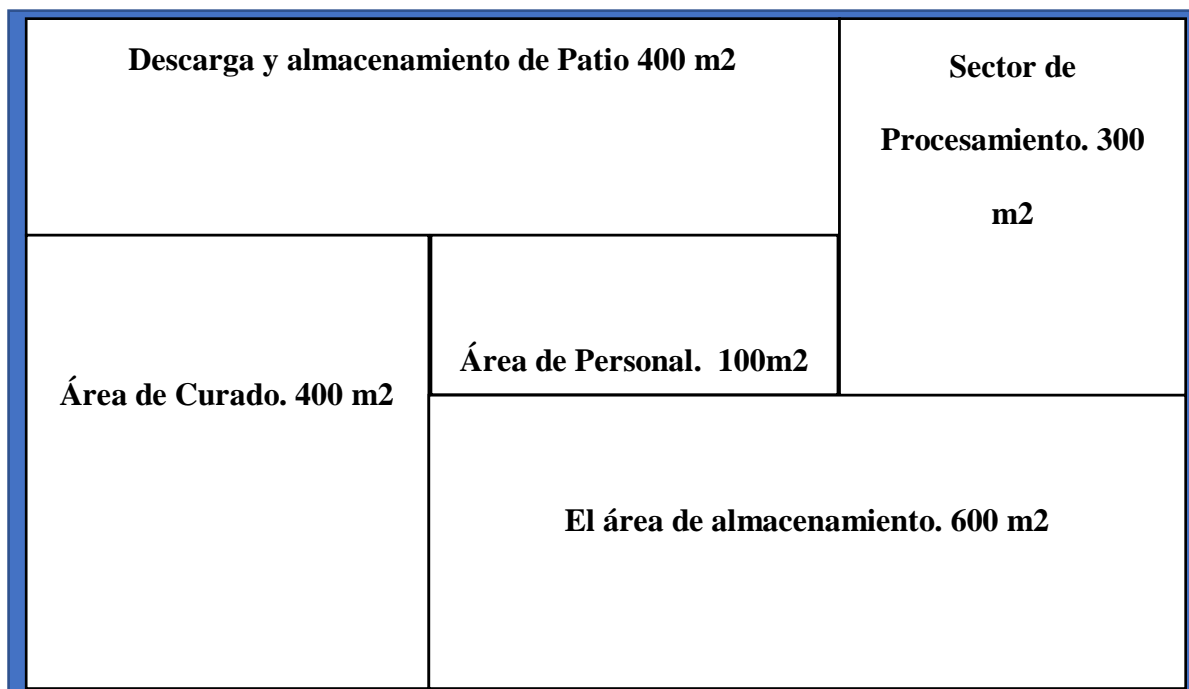 Descarga y almacenamiento de Patio 400 m2
Sector de
Procesamiento. 300
m2
Área de Personal.  100m2
Área de Curado. 400 m2
El área de almacenamiento. 600 m2